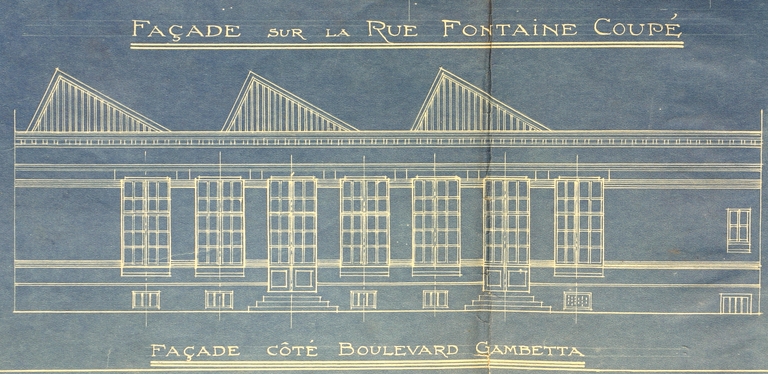 FAÇADE SUR LA RUE FONTAINE COUPÉ
FAÇADE CÔTÉ BOULEVARD GAMBETTA